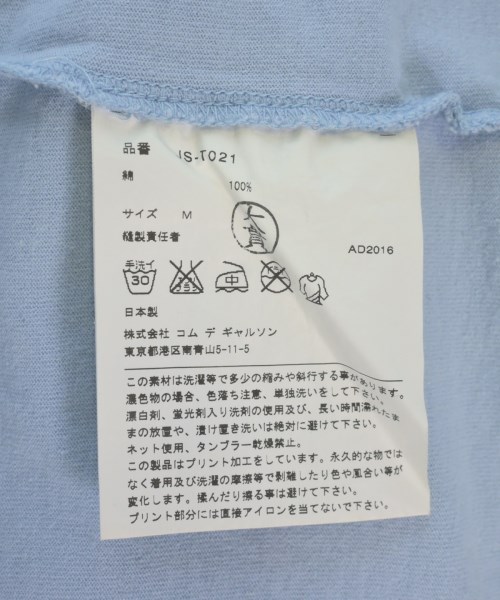 品番 IS-T021
綿
100%
サイズ M
縫製責任者
AD2016
手洗イ
30
日本製
株式会社 コム デ ギャルソン
東京都港区南青山5-11-5
この素材は洗濯等で多少の縮みや斜行する事があります。
濃色物の場合、色落ち注意、単独洗いをして下さい。
漂白剤、蛍光剤入り洗剤の使用及び、長い時間濡れたま
まの放置や、漬け置き洗いは絶対に避けて下さい。
ネット使用、タンブラー乾燥禁止。
この製品はプリント加工をしています。永久的な物では
なく着用及び洗濯の摩擦等で剥離したり色や風合い等が
変化します。揉んだり擦る事は避けて下さい。
プリント部分には直接アイロンを当てないで下さい。